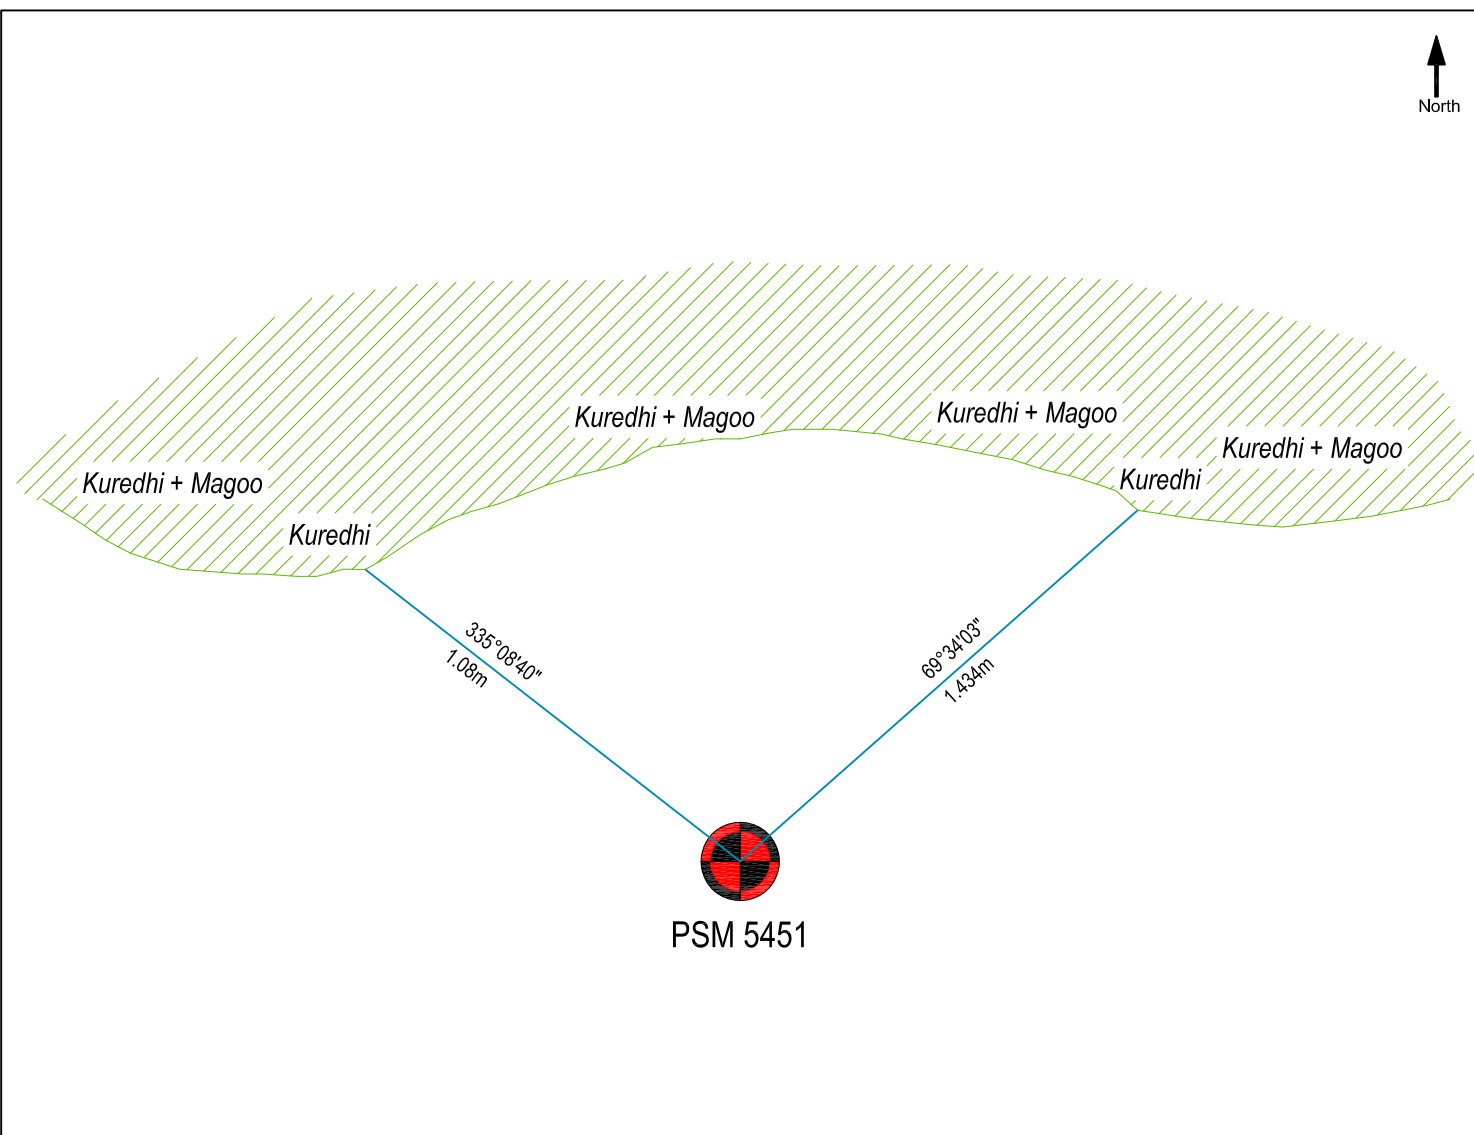 North
Kuredhi + Magoo
Kuredhi + Magoo
Kuredhi + Magoo
Kuredhi
Kuredhi + Magoo
Kuredhi
335°08'40"
1.08m
69°34'03"
1.434m
PSM 5451